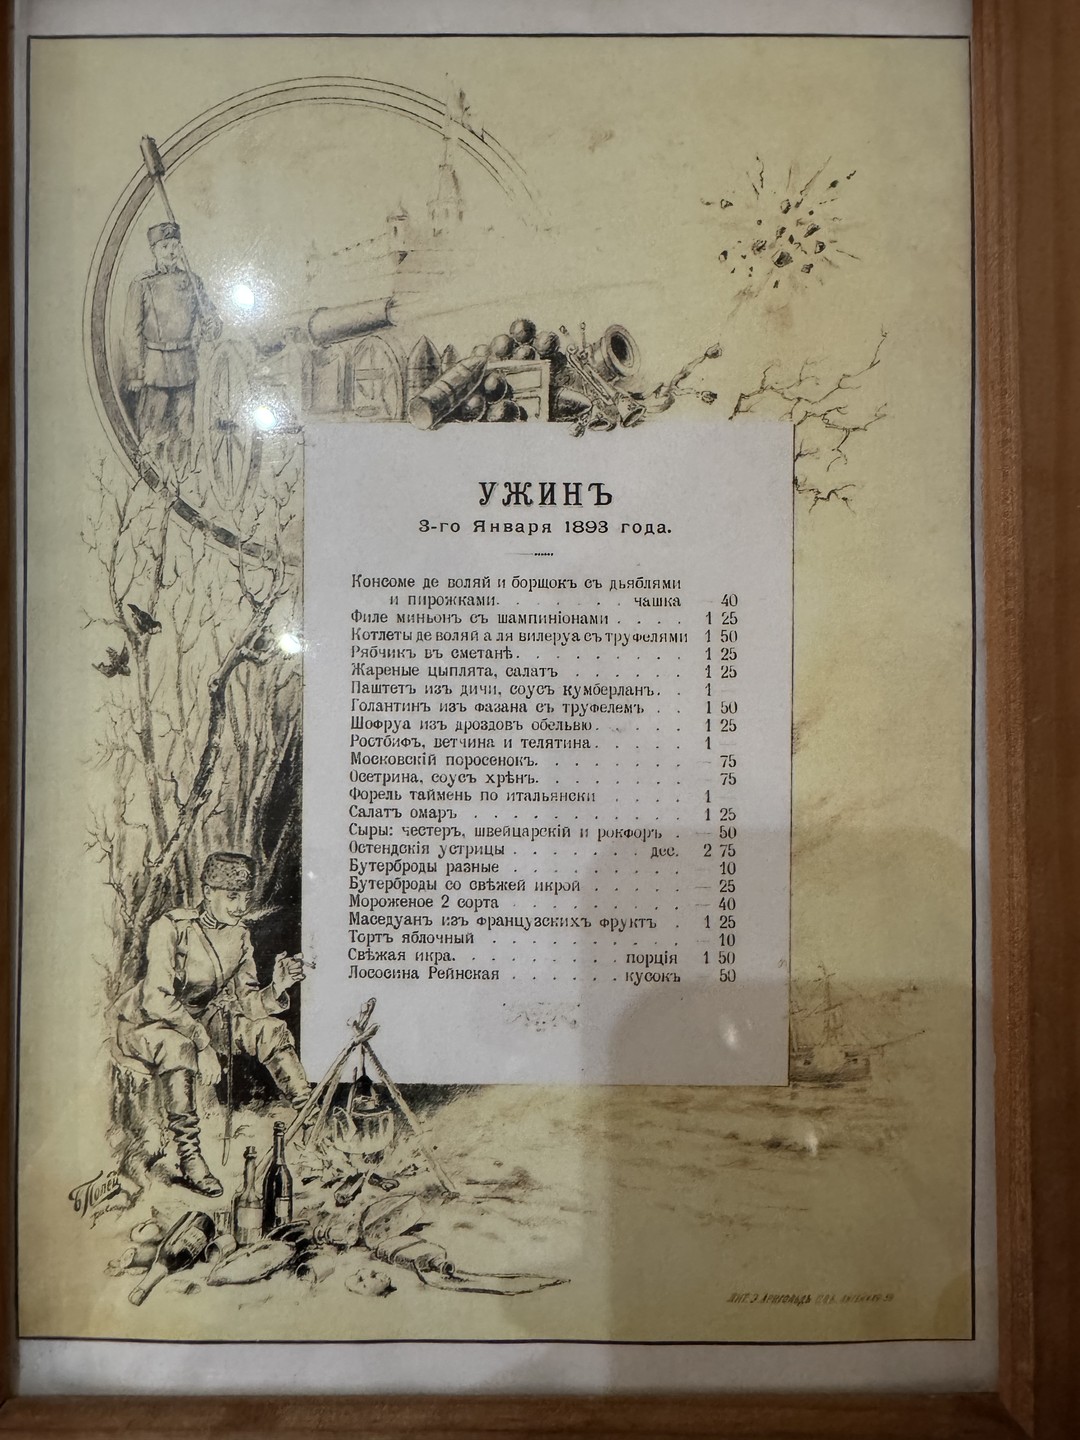 УЖИНЪ
3-го Января 1893 года.
Консоме де воляй и борщокъ съ дьяблями
и пирожками. . . . . . . чашка — 40
Филе миньонъ съ шампиніонами . . . . 1 25
Котлеты де воляй а ля вилеруа съ труфелями 1 50
Рябчикъ въ сметанѣ. . . . . . . . . 1 25
Жареные цыплята, салатъ . . . . . . 1 25
Паштетъ изъ дичи, соусъ кумберланъ. . 1 —
Голантинъ изъ фазана съ труфелемъ . . 1 50
Шофруа изъ дроздовъ обельвю. . . . . 1 25
Ростбифъ, ветчина и телятина. . . . . 1 —
Московскій поросенокъ. . . . . . . . — 75
Осетрина, соусъ хрѣнъ. . . . . . . . — 75
Форель таймень по итальянски . . . . 1 —
Салатъ омаръ . . . . . . . . . . . 1 25
Сыры: честеръ, швейцарскій и рокфоръ . — 50
Остендскія устрицы . . . . . . . дес. 2 75
Бутерброды разные . . . . . . . . . — 10
Бутерброды со свѣжей икрой . . . . . — 25
Мороженое 2 сорта . . . . . . . . . — 40
Маседуанъ изъ французскихъ фруктъ . 1 25
Тортъ яблочный . . . . . . . . . . — 10
Свѣжая икра. . . . . . . . . порція 1 50
Лососина Рейнская . . . . . . кусокъ — 50